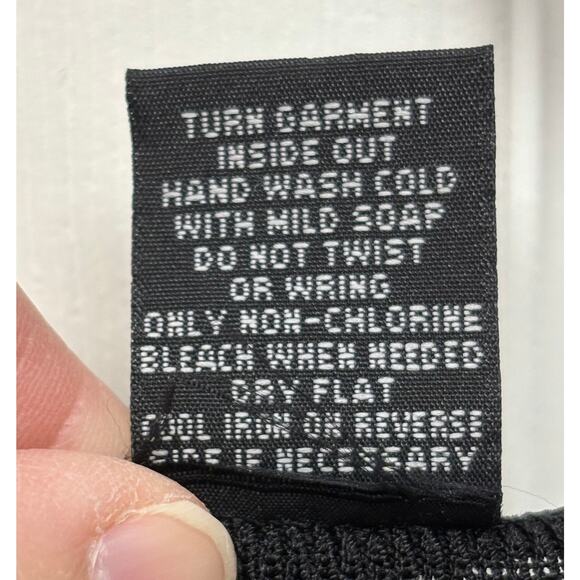 TURN GARMENT
INSIDE OUT
HAND WASH COLD
WITH MILD SOAP
DO NOT TWIST
OR WRING
ONLY NON-CHLORINE
BLEACH WHEN NEEDED
DRY FLAT
COOL IRON ON REVERSE
SIDE IF NECESSARY